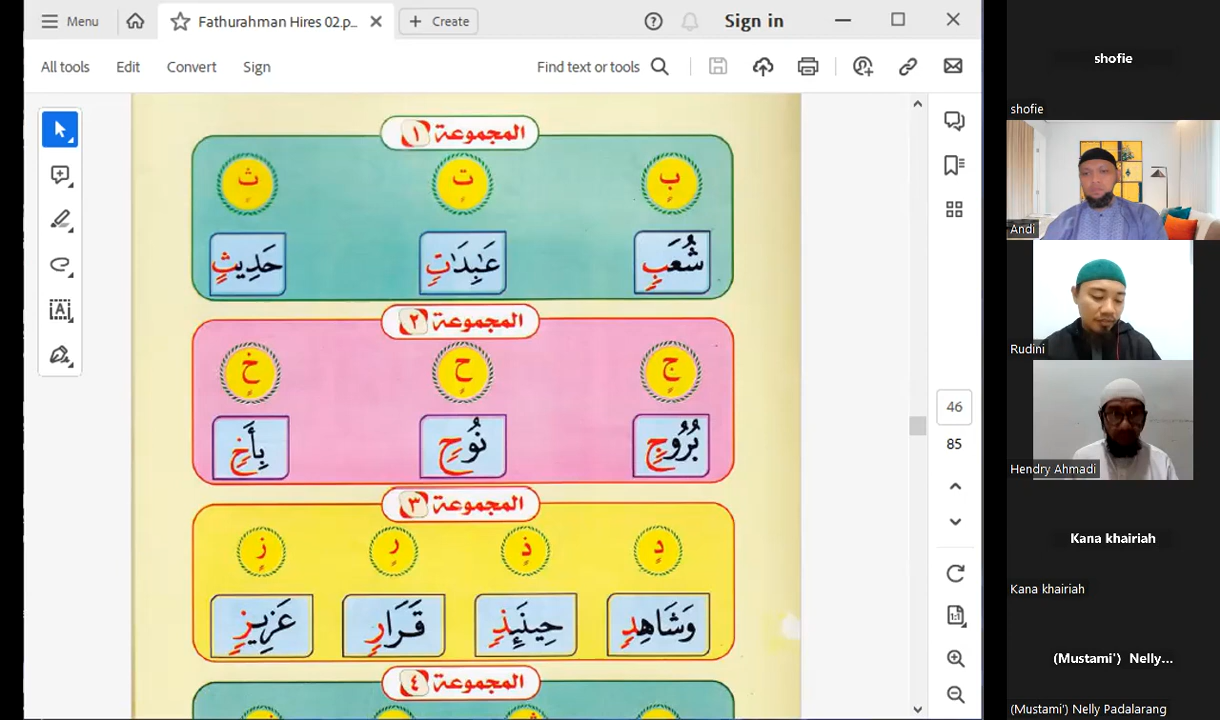 Menu
Fathurahman Hires 02.p...
Create
Sign in
All tools Edit Convert Sign
Find text or tools
المجموعة ١
بٍ تٍ ثٍ
شُعَبٍ عَٰبِدَٰتٍ حَدِيثٍ
المجموعة ٢
جٍ حٍ خٍ
بُرُوجٍ نُوحٍ بِأَخٍ
المجموعة ٣
دٍ ذٍ رٍ زٍ
وَشَاهِدٍ حِينَئِذٍ قَرَارٍ عَزِيزٍ
المجموعة ٤
46
85
1:1
shofie
shofie
Andi
Rudini
Hendry Ahmadi
Kana khairiah
Kana khairiah
(Mustami') Nelly...
(Mustami') Nelly Padalarang